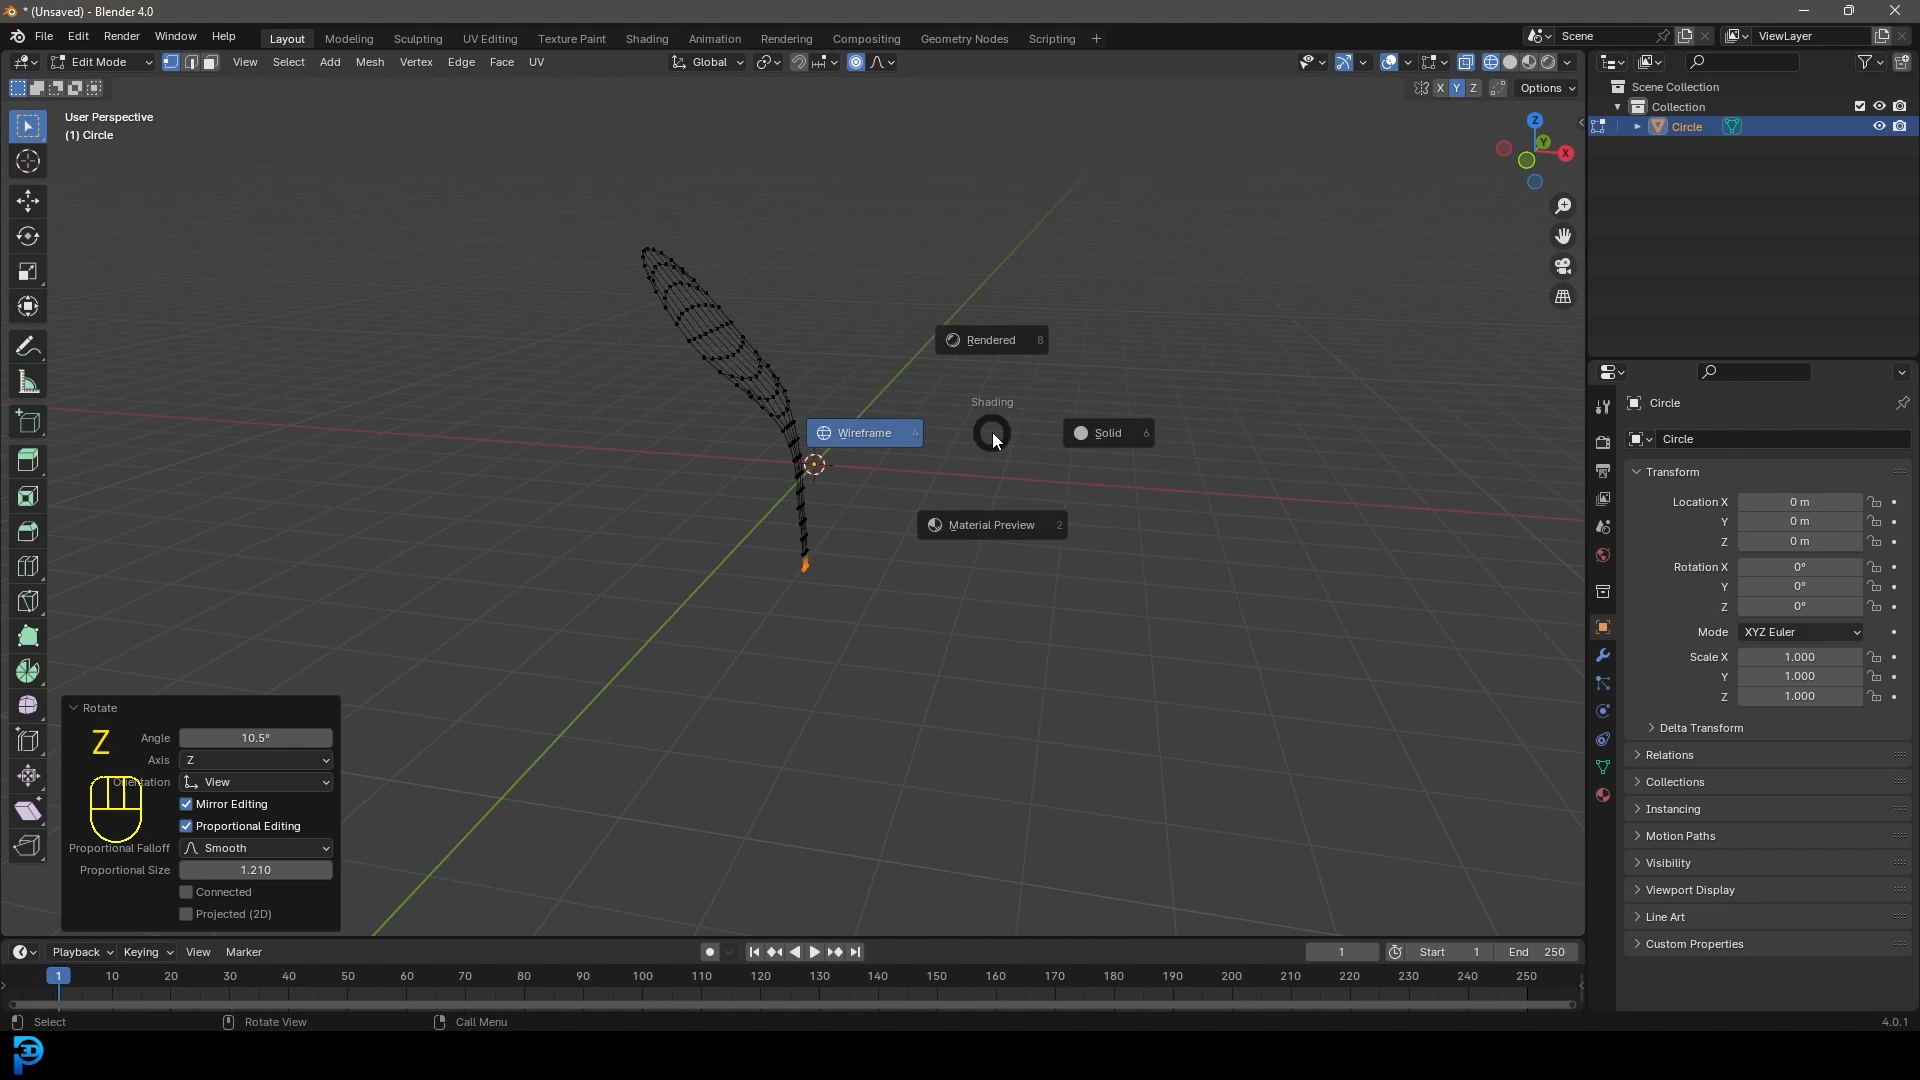 * (Unsaved) - Blender 4.0
File Edit Render Window Help Layout Modeling Sculpting UV Editing Texture Paint Shading Animation Rendering Compositing Geometry Nodes Scripting + Scene ViewLayer
Edit Mode View Select Add Mesh Vertex Edge Face UV Global
X Y Z Options
User Perspective
(1) Circle
Z
Y
X
Scene Collection
Collection
Circle
Rendered 8
Shading
Wireframe 4
Solid 6
Material Preview 2
Circle
Circle
Transform
Location X 0 m
Y 0 m
Z 0 m
Rotation X 0°
Y 0°
Z 0°
Mode XYZ Euler
Scale X 1.000
Y 1.000
Z 1.000
Delta Transform
Relations
Collections
Instancing
Motion Paths
Visibility
Viewport Display
Line Art
Custom Properties
Rotate
Z
Angle 10.5°
Axis Z
Orientation View
Mirror Editing
Proportional Editing
Proportional Falloff Smooth
Proportional Size 1.210
Connected
Projected (2D)
Playback Keying View Marker 1 Start 1 End 250
1 10 20 30 40 50 60 70 80 90 100 110 120 130 140 150 160 170 180 190 200 210 220 230 240 250
Select Rotate View Call Menu 4.0.1